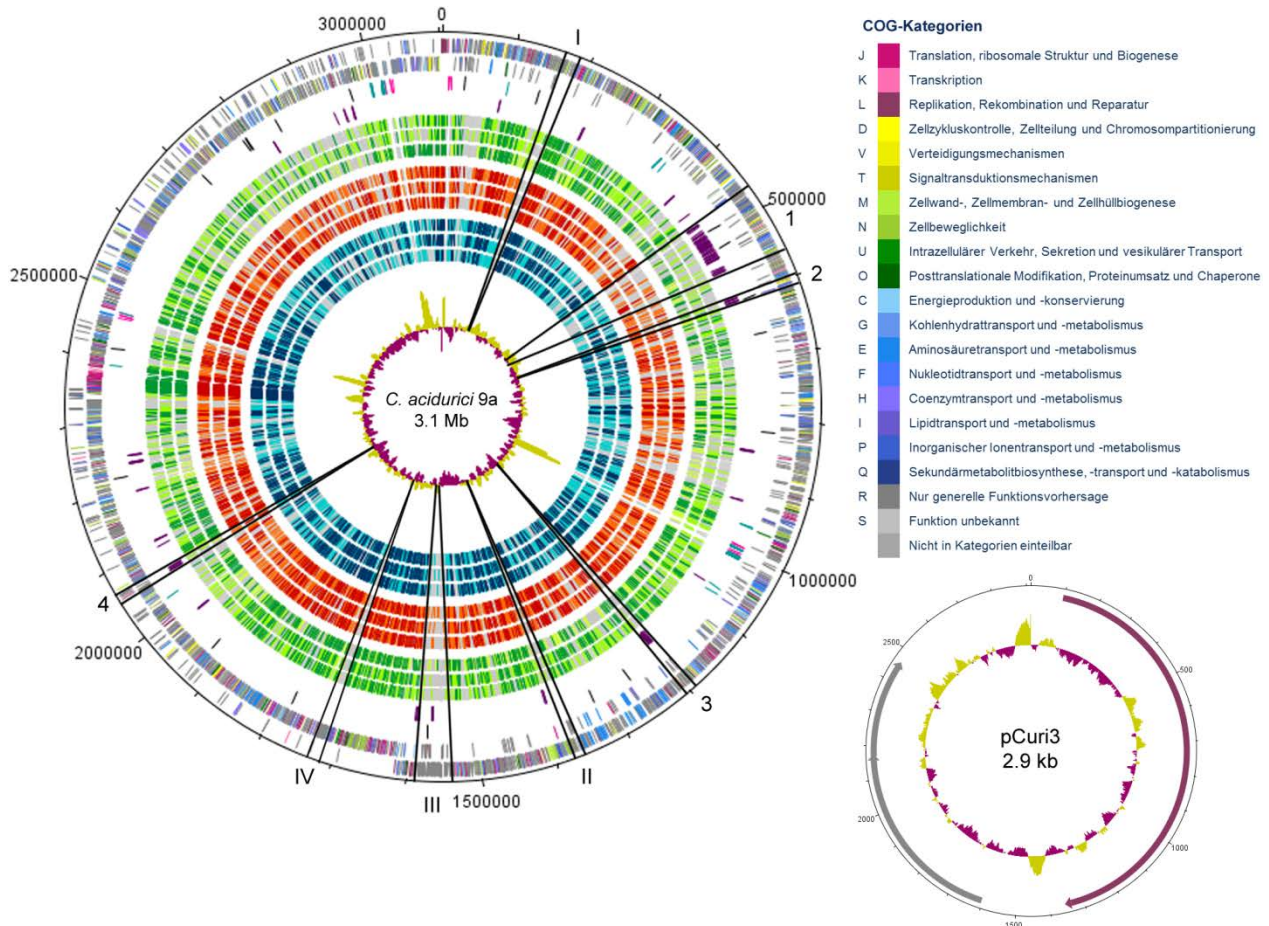 0
3000000
I
500000
1
2
2500000
C. acidurici 9a
3.1 Mb
1000000
4
2000000
3
IV
III
II
1500000
COG-Kategorien
J Translation, ribosomale Struktur und Biogenese
K Transkription
L Replikation, Rekombination und Reparatur
D Zellzykluskontrolle, Zellteilung und Chromosompartitionierung
V Verteidigungsmechanismen
T Signaltransduktionsmechanismen
M Zellwand-, Zellmembran- und Zellhüllbiogenese
N Zellbeweglichkeit
U Intrazellulärer Verkehr, Sekretion und vesikulärer Transport
O Posttranslationale Modifikation, Proteinumsatz und Chaperone
C Energieproduktion und -konservierung
G Kohlenhydrattransport und -metabolismus
E Aminosäuretransport und -metabolismus
F Nukleotidtransport und -metabolismus
H Coenzymtransport und -metabolismus
I Lipidtransport und -metabolismus
P Inorganischer Ionentransport und -metabolismus
Q Sekundärmetabolitbiosynthese, -transport und -katabolismus
R Nur generelle Funktionsvorhersage
S Funktion unbekannt
Nicht in Kategorien einteilbar
0
2500
500
pCuri3
2.9 kb
2000
1000
1500